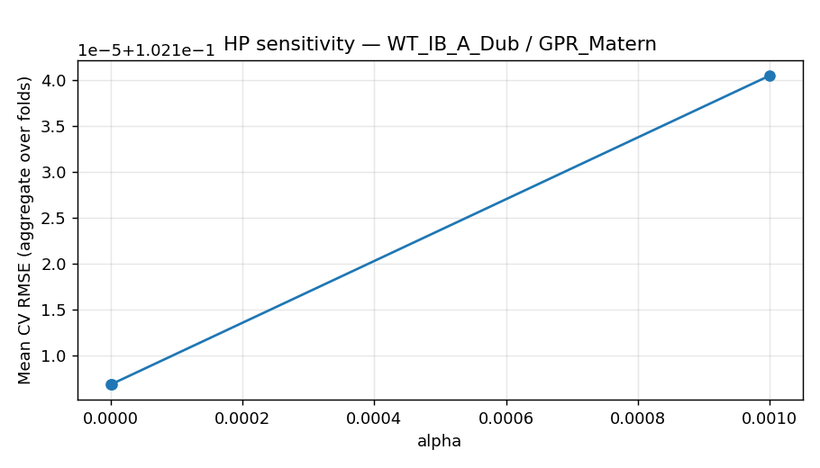 HP sensitivity — WT_IB_A_Dub / GPR_Matern
1e−5+1.021e−1
Mean CV RMSE (aggregate over folds)
4.0
3.5
3.0
2.5
2.0
1.5
1.0
0.0000 0.0002 0.0004 0.0006 0.0008 0.0010
alpha